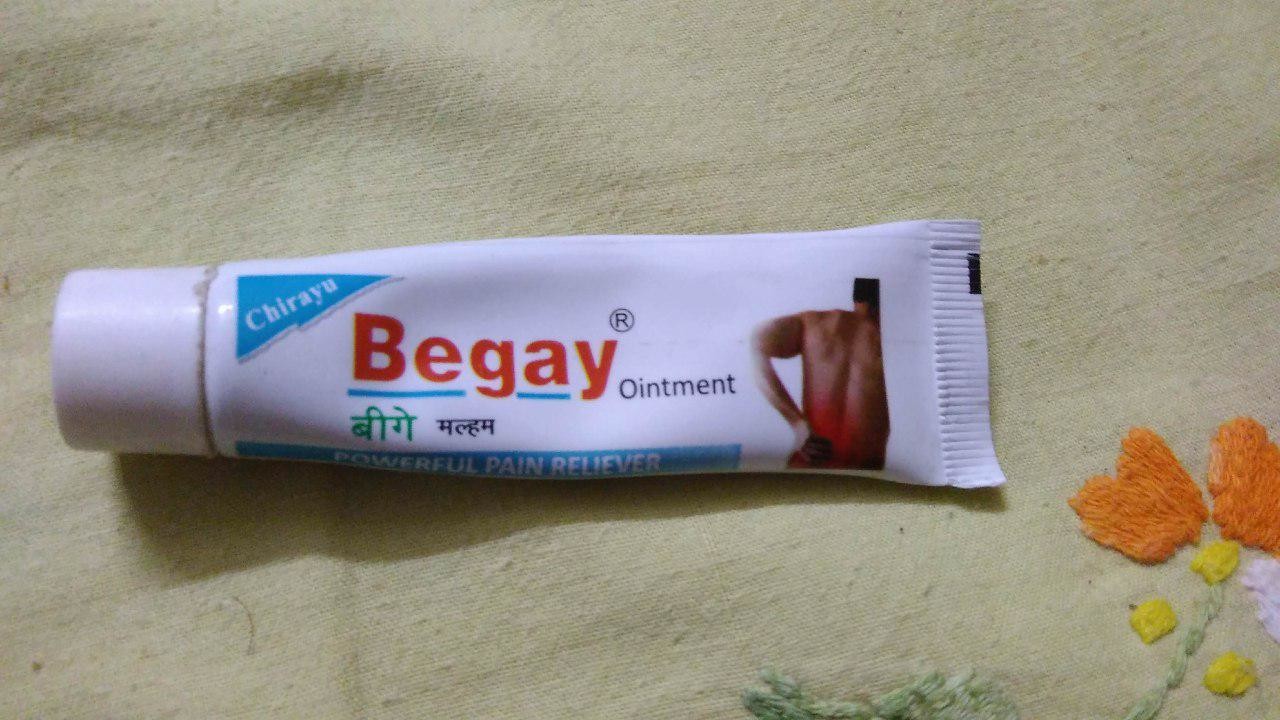 Chirayu
Begay® Ointment
बीगे मल्हम
POWERFUL PAIN RELIEVER